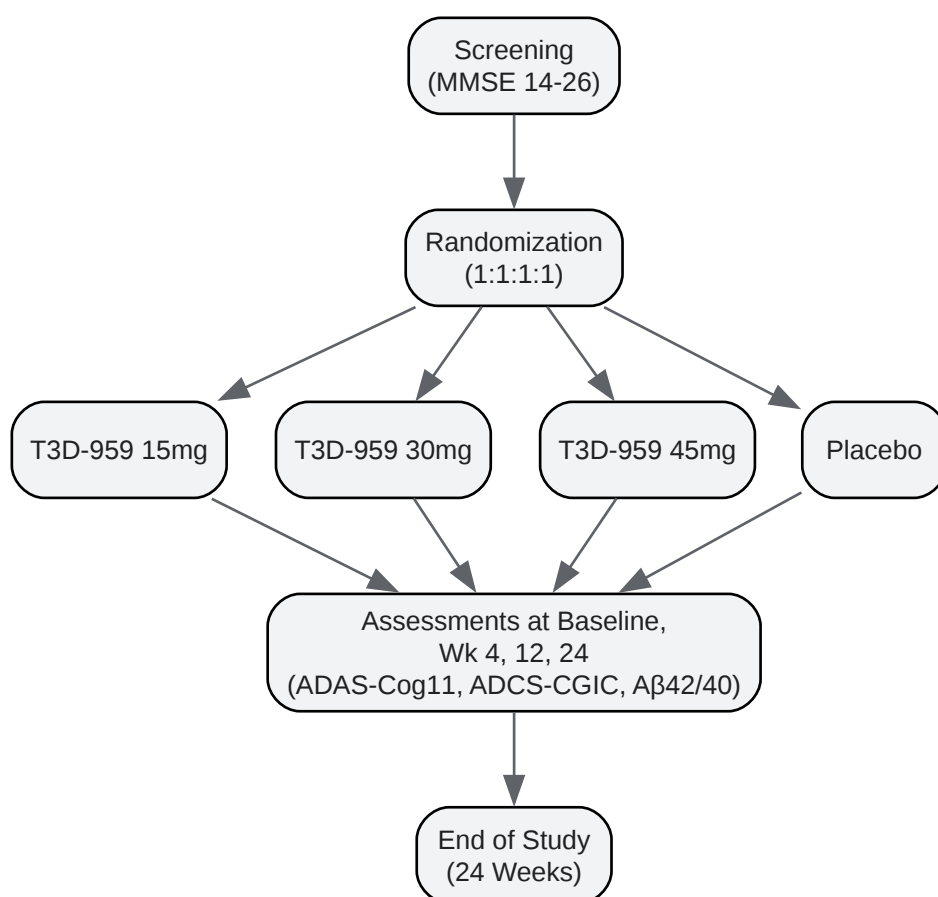 Screening
(MMSE 14-26)
Randomization
(1:1:1:1)
T3D-959 15mg
T3D-959 30mg
T3D-959 45mg
Placebo
Assessments at Baseline,
Wk 4, 12, 24
(ADAS-Cog11, ADCS-CGIC, Aβ42/40)
End of Study
(24 Weeks)